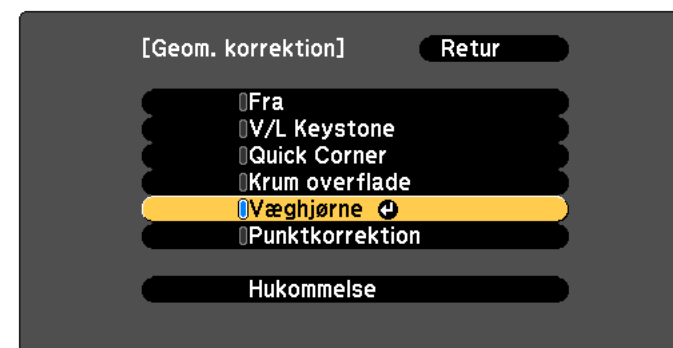 [Geom. korrektion] Retur
Fra
V/L Keystone
Quick Corner
Krum overflade
Væghjørne
Punktkorrektion
Hukommelse